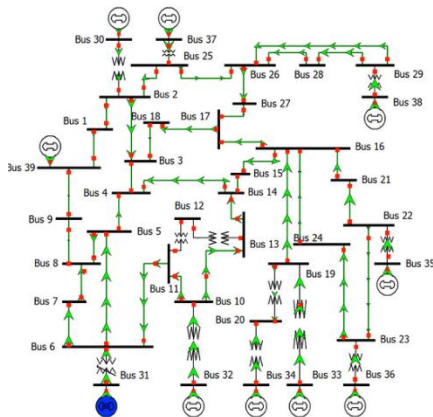 Bus 30
Bus 37
Bus 25
Bus 26
Bus 28
Bus 29
Bus 2
Bus 38
Bus 27
Bus 18
Bus 17
Bus 1
Bus 16
Bus 3
Bus 39
Bus 15
Bus 21
Bus 4
Bus 14
Bus 12
Bus 9
Bus 22
Bus 5
Bus 13
Bus 24
Bus 8
Bus 19
Bus 35
Bus 11
Bus 7
Bus 10
Bus 20
Bus 6
Bus 23
Bus 31
Bus 32
Bus 34
Bus 33
Bus 36